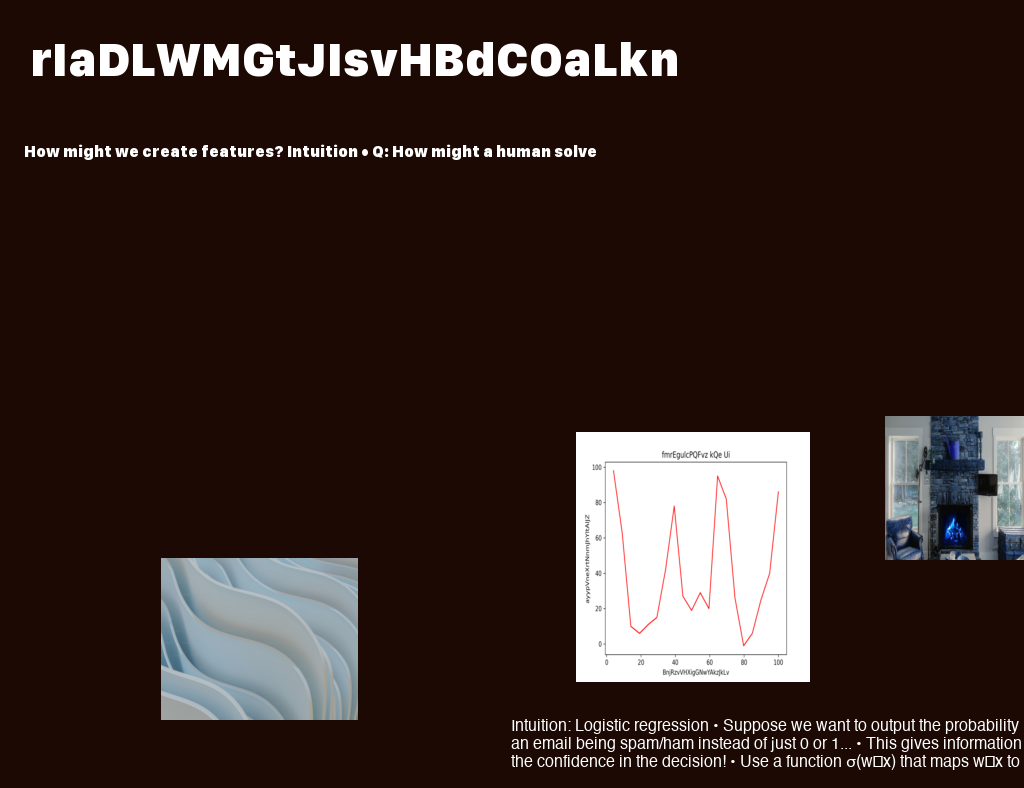 rIaDLWMGtJIsvHBdCOaLkn
How might we create features? Intuition • Q: How might a human solve
fmrEguIcPQFvz kQe Ui
100
80
60
40
20
0
0 20 40 60 80 100
Intuition: Logistic regression • Suppose we want to output the probability
an email being spam/ham instead of just 0 or 1... • This gives information
the confidence in the decision! • Use a function σ(w□x) that maps w□x to